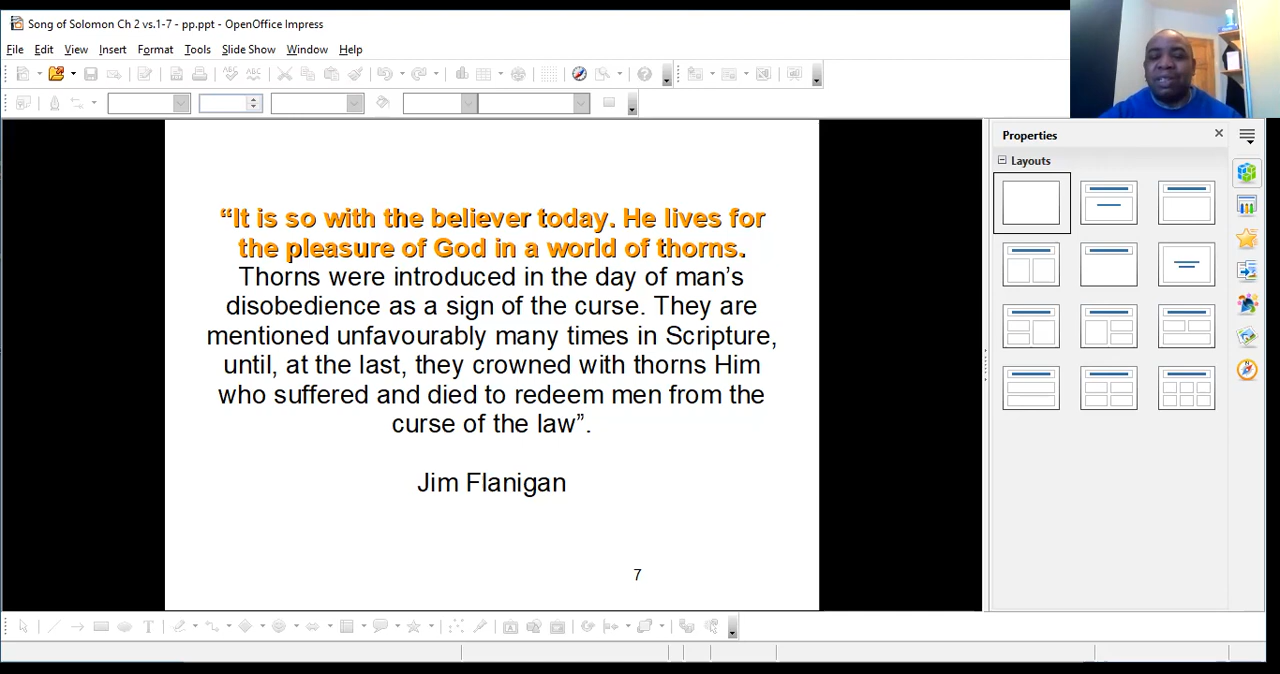 Song of Solomon Ch 2 vs.1-7 - pp.ppt - OpenOffice Impress
File Edit View Insert Format Tools Slide Show Window Help
Properties
Layouts
“It is so with the believer today. He lives for
the pleasure of God in a world of thorns.
Thorns were introduced in the day of man’s
disobedience as a sign of the curse. They are
mentioned unfavourably many times in Scripture,
until, at the last, they crowned with thorns Him
who suffered and died to redeem men from the
curse of the law”.
Jim Flanigan
7